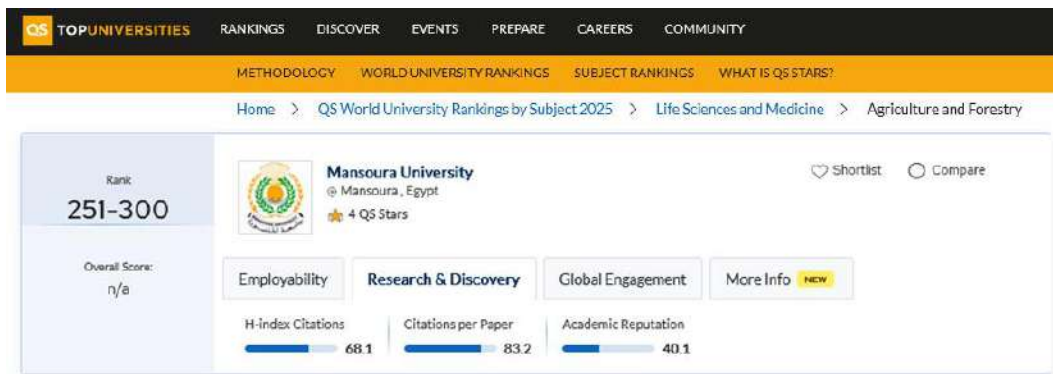 QS TOPUNIVERSITIES RANKINGS DISCOVER EVENTS PREPARE CAREERS COMMUNITY
METHODOLOGY WORLD UNIVERSITY RANKINGS SUBJECT RANKINGS WHAT IS QS STARS?
Home > QS World University Rankings by Subject 2025 > Life Sciences and Medicine > Agriculture and Forestry
Rank
251-300
Overall Score:
n/a
Mansoura University
Mansoura, Egypt
4 QS Stars
Shortlist Compare
Employability Research & Discovery Global Engagement More Info NEW
H-index Citations Citations per Paper Academic Reputation
68.1 83.2 40.1